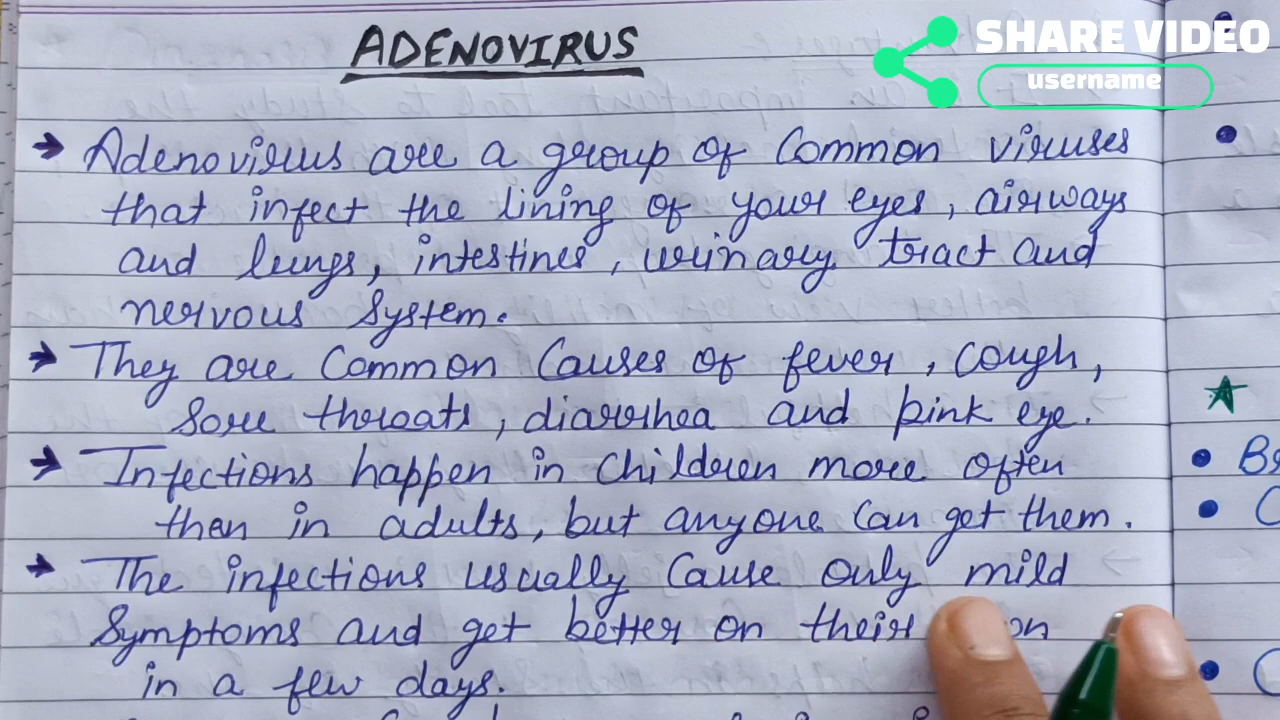 ADENOVIRUS
SHARE VIDEO
username
→ Adenovirus are a group of Common viruses
that infect the lining of your eyes, airways
and lungs, intestines, urinary tract and
nervous System.
→ They are Common Causes of fever, Cough,
Sore throats, diarrhea and pink eye.
→ Infections happen in Children more often
than in adults, but anyone Can get them.
→ The infections usually Cause only mild
Symptoms and get better on their
in a few days.